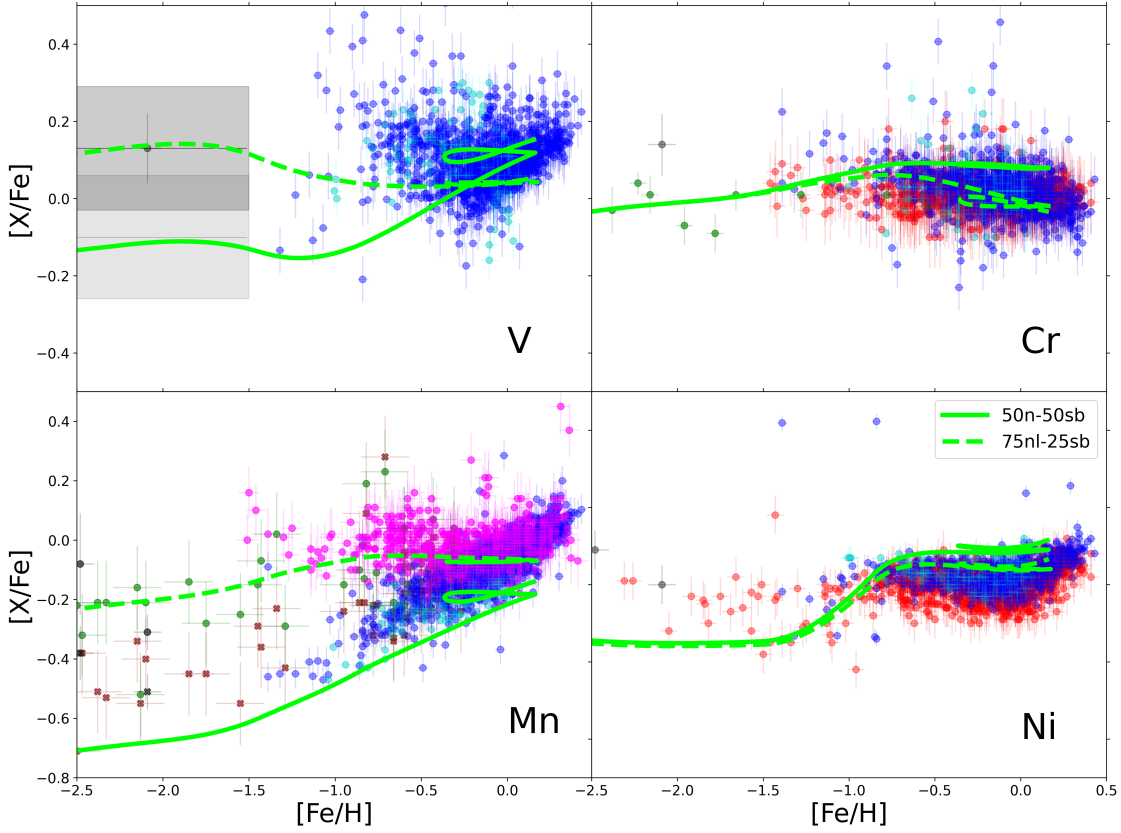 0.4
0.2
0.0
−0.2
−0.4
[X/Fe]
V
Cr
0.4
0.2
0.0
−0.2
−0.4
−0.6
−0.8
[X/Fe]
Mn
50n-50sb
75nl-25sb
Ni
−2.5 −2.0 −1.5 −1.0 −0.5 0.0 −2.5 −2.0 −1.5 −1.0 −0.5 0.0 0.5
[Fe/H] [Fe/H]